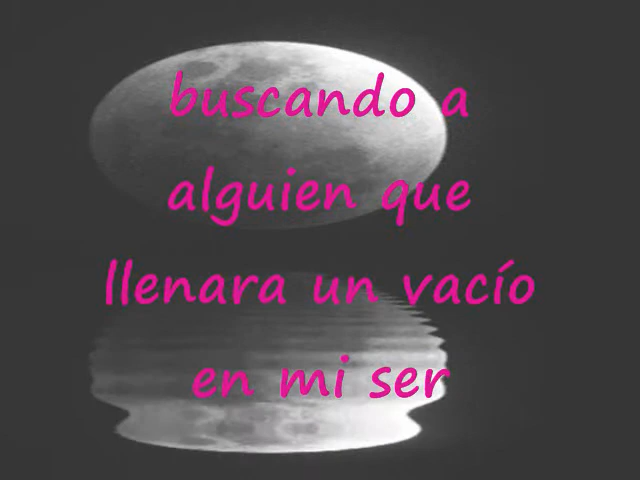 buscando a
alguien que
llenara un vacío
en mi ser